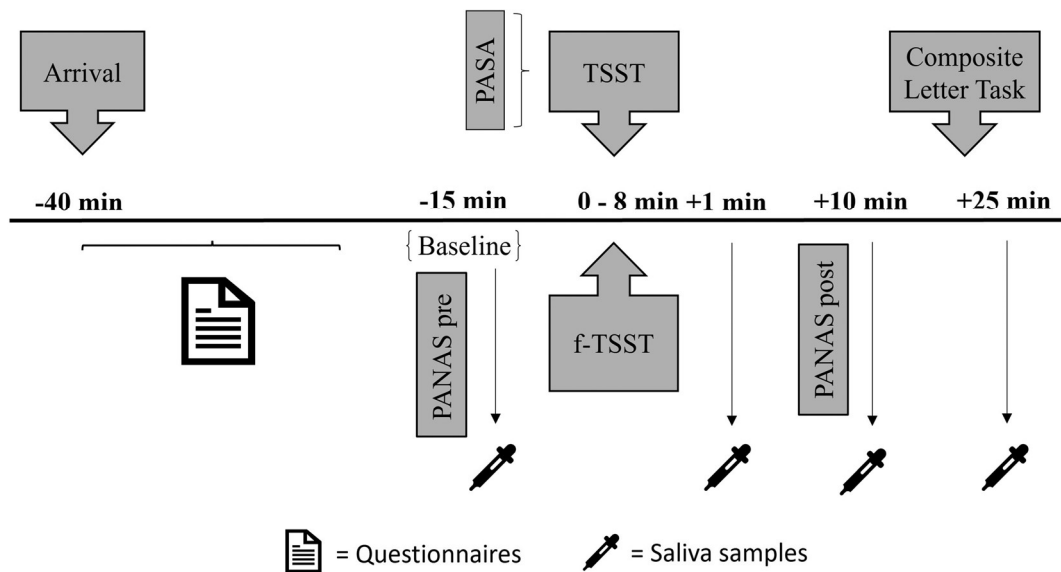 Arrival
PASA
TSST
Composite
Letter Task
-40 min
-15 min
0 - 8 min
+1 min
+10 min
+25 min
{Baseline}
PANAS pre
f-TSST
PANAS post
= Questionnaires
= Saliva samples